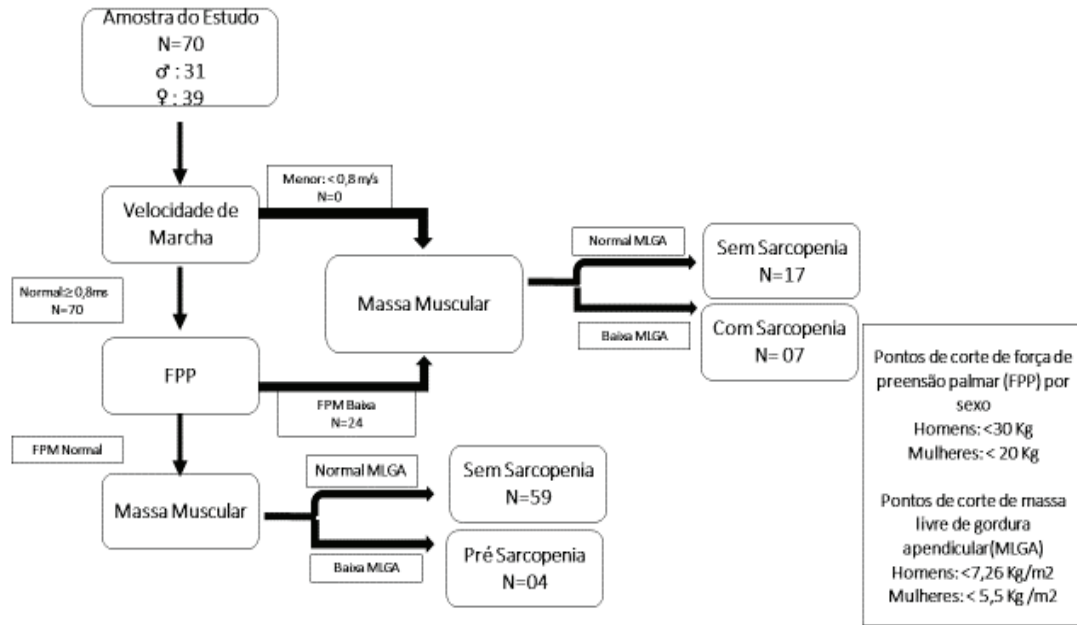 Amostra do Estudo
N=70
♂ : 31
♀ : 39
Menor: < 0,8 m/s
N=0
Velocidade de
Marcha
Normal:≥ 0,8ms
N=70
Massa Muscular
Normal MLGA
Sem Sarcopenia
N=17
Baixa MLGA
Com Sarcopenia
N= 07
FPP
FPM Baixa
N=24
FPM Normal
Massa Muscular
Normal MLGA
Sem Sarcopenia
N=59
Baixa MLGA
Pré Sarcopenia
N=04
Pontos de corte de força de
preensão palmar (FPP) por
sexo
Homens: <30 Kg
Mulheres: < 20 Kg
Pontos de corte de massa
livre de gordura
apendicular(MLGA)
Homens: <7,26 Kg/m2
Mulheres: < 5,5 Kg /m2